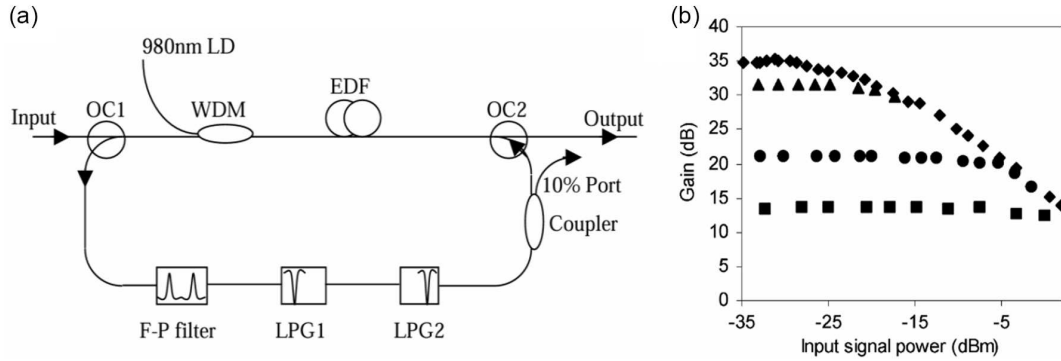 (a)
980nm LD
EDF
OC1
WDM
OC2
Input
Output
10% Port
Coupler
F-P filter
LPG1
LPG2
(b)
40
35
30
25
20
15
10
5
0
Gain (dB)
-35
-25
-15
-5
Input signal power (dBm)